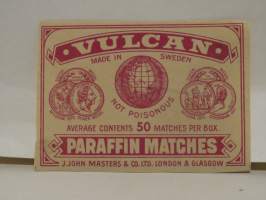 VULCAN
MADE IN SWEDEN
NOT POISONOUS
AVERAGE CONTENTS 50 MATCHES PER BOX.
PARAFFIN MATCHES
J. JOHN MASTERS & CO. LTD. LONDON & GLASGOW